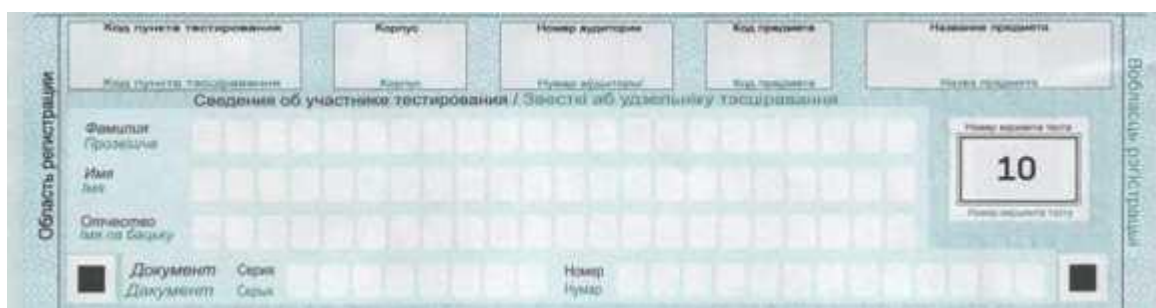 Код пункта тестирования
Корпус
Номер аудитории
Код предмета
Название предмета
Код пункта тэсціравання
Корпус
Нумар аўдыторыі
Код прадмета
Назва прадмета
Сведения об участнике тестирования / Звесткі аб удзельніку тэсціравання
Фамилия
Прозвішча
Имя
Імя
Отчество
Імя па бацьку
Номер варианта теста
10
Нумар варыянта тэста
Документ Серия Номер
Дакумент Серыя Нумар
Область регистрации
Вобласць рэгістрацыі